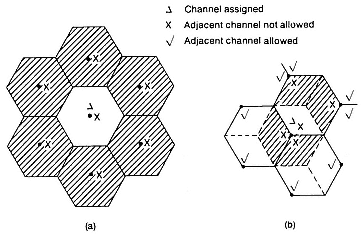 Δ Channel assigned
X Adjacent channel not allowed
√ Adjacent channel allowed
X
X X
Δ
X
X X
X
√ √
X
√ √ √
Δ
X
X X
√ √
√ √
(a) (b)